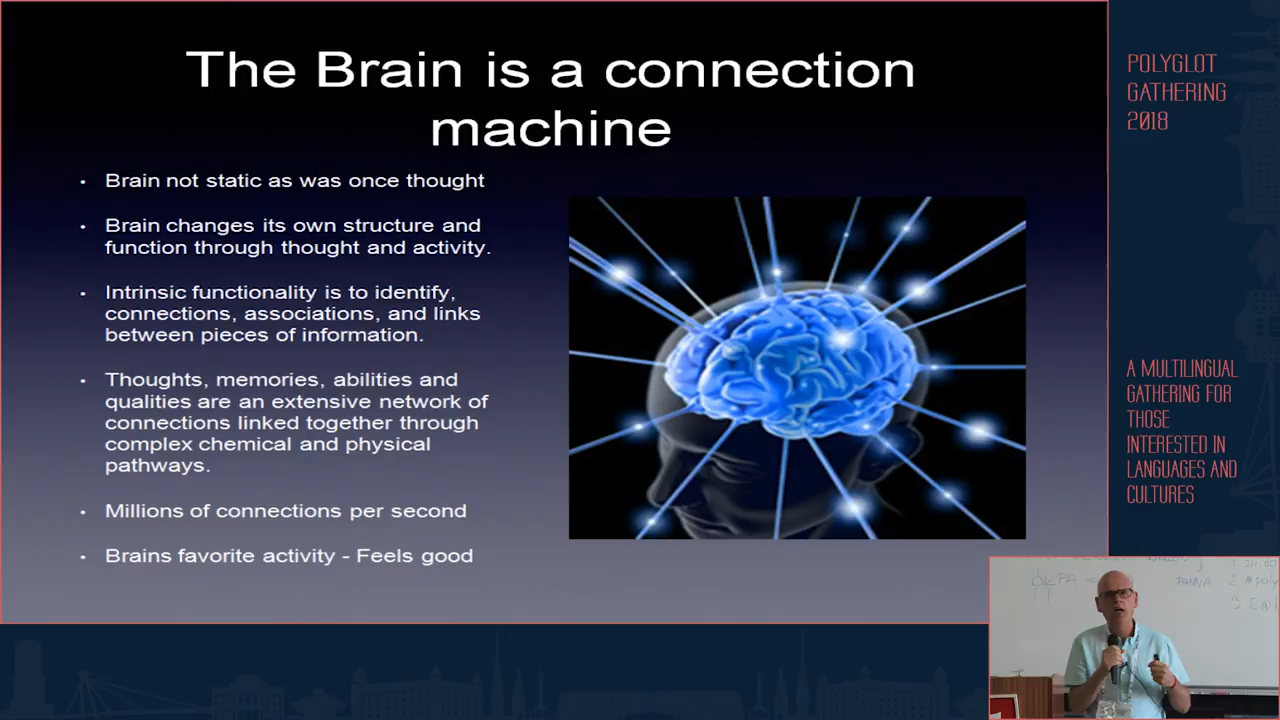 The Brain is a connection
machine
• Brain not static as was once thought
• Brain changes its own structure and
function through thought and activity.
• Intrinsic functionality is to identify,
connections, associations, and links
between pieces of information.
• Thoughts, memories, abilities and
qualities are an extensive network of
connections linked together through
complex chemical and physical
pathways.
• Millions of connections per second
• Brains favorite activity - Feels good
POLYGLOT
GATHERING
2018
A MULTILINGUAL
GATHERING FOR
THOSE
INTERESTED IN
LANGUAGES AND
CULTURES